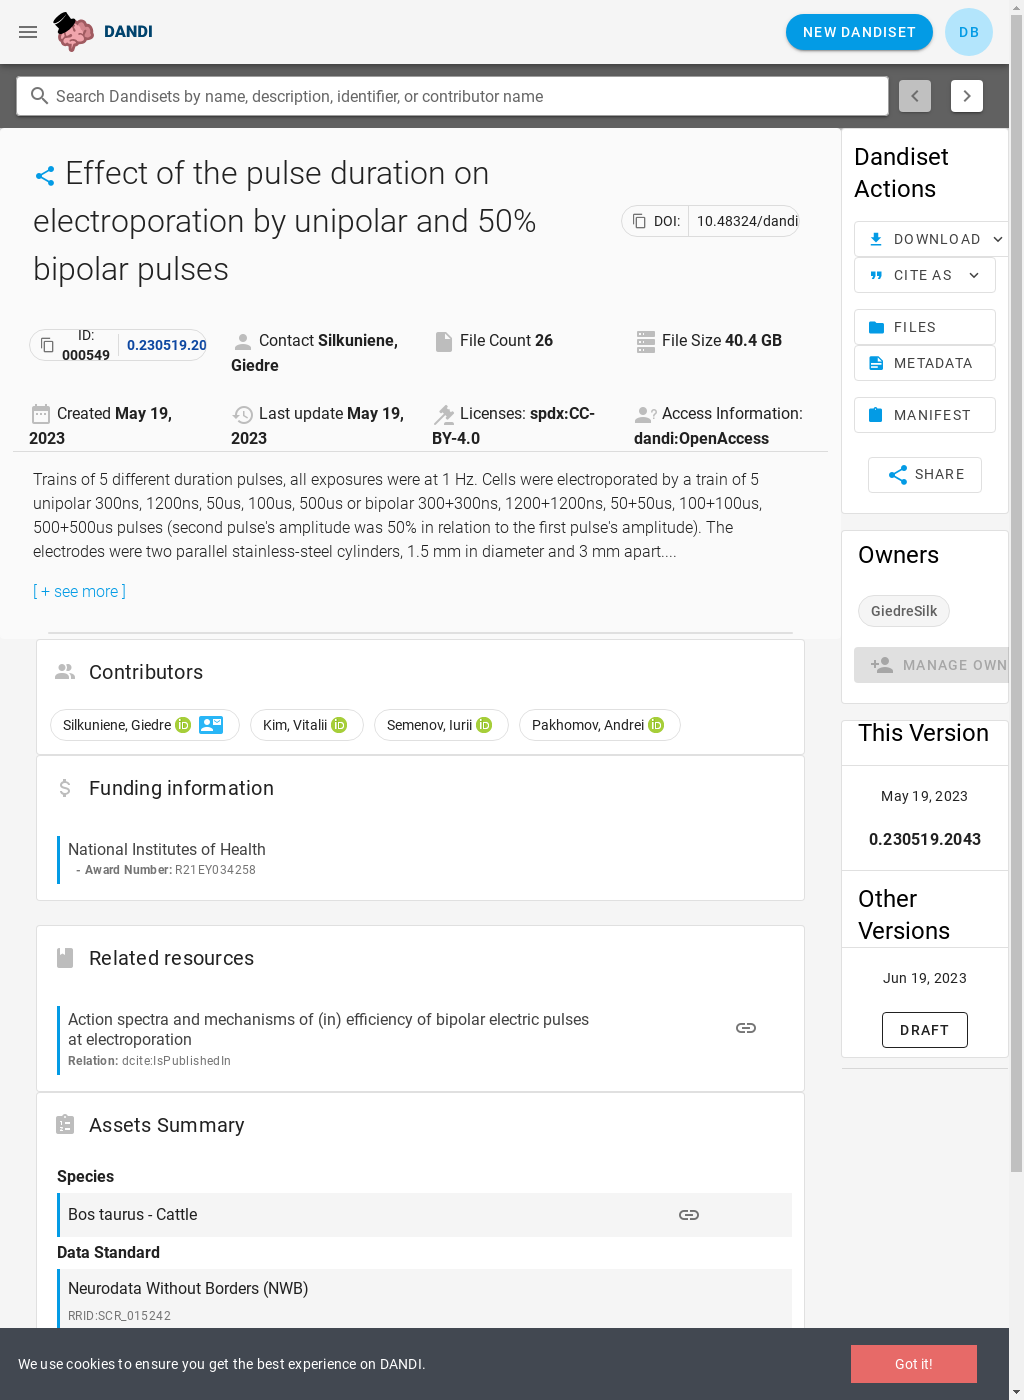 DANDI
NEW DANDISET
DB
Search Dandisets by name, description, identifier, or contributor name
Effect of the pulse duration on
electroporation by unipolar and 50%
bipolar pulses
DOI: 10.48324/dandi
ID:
000549
0.230519.20
Contact Silkuniene,
Giedre
File Count 26
File Size 40.4 GB
Created May 19,
2023
Last update May 19,
2023
Licenses: spdx:CC-
BY-4.0
Access Information:
dandi:OpenAccess
Trains of 5 different duration pulses, all exposures were at 1 Hz. Cells were electroporated by a train of 5
unipolar 300ns, 1200ns, 50us, 100us, 500us or bipolar 300+300ns, 1200+1200ns, 50+50us, 100+100us,
500+500us pulses (second pulse's amplitude was 50% in relation to the first pulse's amplitude). The
electrodes were two parallel stainless-steel cylinders, 1.5 mm in diameter and 3 mm apart....
[ + see more ]
Contributors
Silkuniene, Giedre
Kim, Vitalii
Semenov, Iurii
Pakhomov, Andrei
Funding information
National Institutes of Health
- Award Number: R21EY034258
Related resources
Action spectra and mechanisms of (in) efficiency of bipolar electric pulses
at electroporation
Relation: dcite:IsPublishedIn
Assets Summary
Species
Bos taurus - Cattle
Data Standard
Neurodata Without Borders (NWB)
RRID:SCR_015242
Dandiset
Actions
DOWNLOAD
CITE AS
FILES
METADATA
MANIFEST
SHARE
Owners
GiedreSilk
MANAGE OWN
This Version
May 19, 2023
0.230519.2043
Other
Versions
Jun 19, 2023
DRAFT
We use cookies to ensure you get the best experience on DANDI.
Got it!